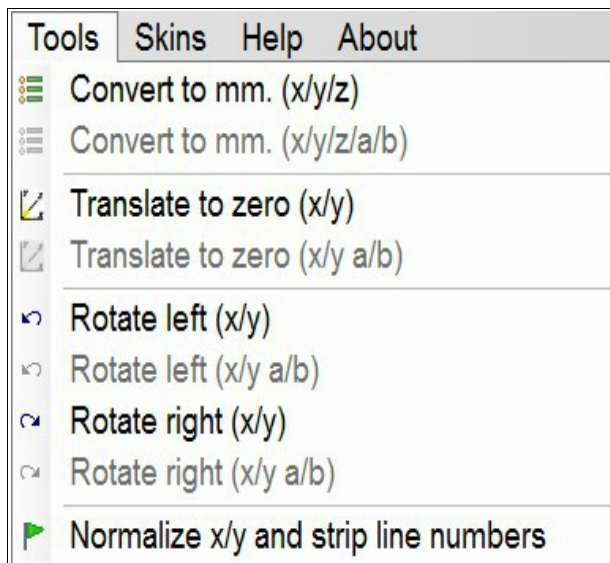 Tools Skins Help About
Convert to mm. (x/y/z)
Convert to mm. (x/y/z/a/b)
Translate to zero (x/y)
Translate to zero (x/y a/b)
Rotate left (x/y)
Rotate left (x/y a/b)
Rotate right (x/y)
Rotate right (x/y a/b)
Normalize x/y and strip line numbers